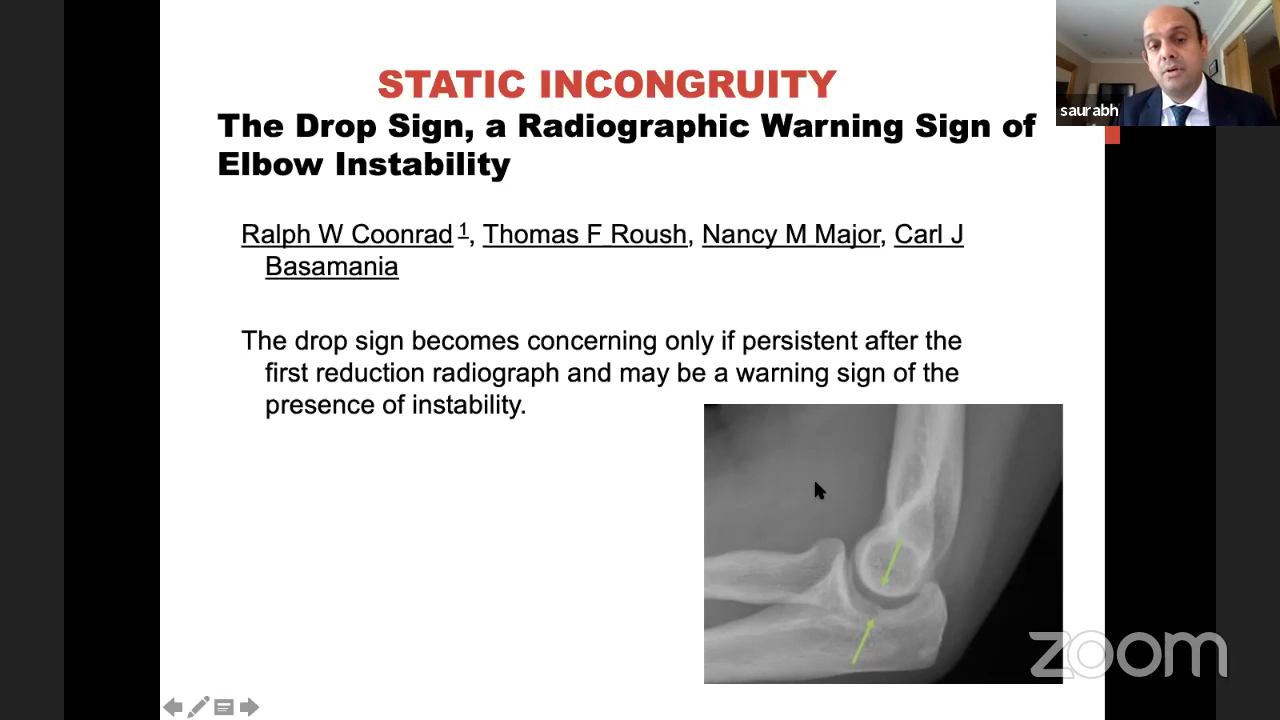 STATIC INCONGRUITY
The Drop Sign, a Radiographic Warning Sign of
Elbow Instability
Ralph W Coonrad 1, Thomas F Roush, Nancy M Major, Carl J
Basamania
The drop sign becomes concerning only if persistent after the
first reduction radiograph and may be a warning sign of the
presence of instability.
saurabh
zoom